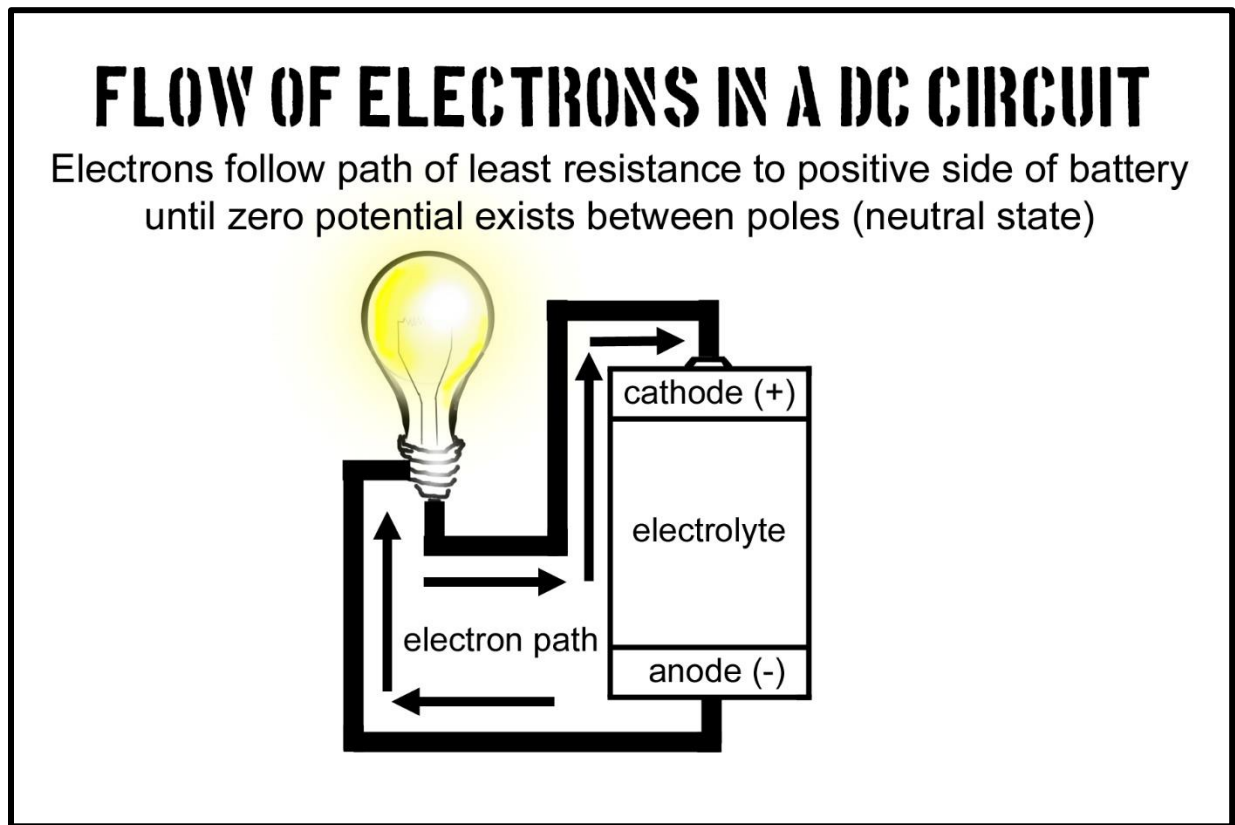 FLOW OF ELECTRONS IN A DC CIRCUIT
Electrons follow path of least resistance to positive side of battery
until zero potential exists between poles (neutral state)
cathode (+)
electrolyte
electron path
anode (-)